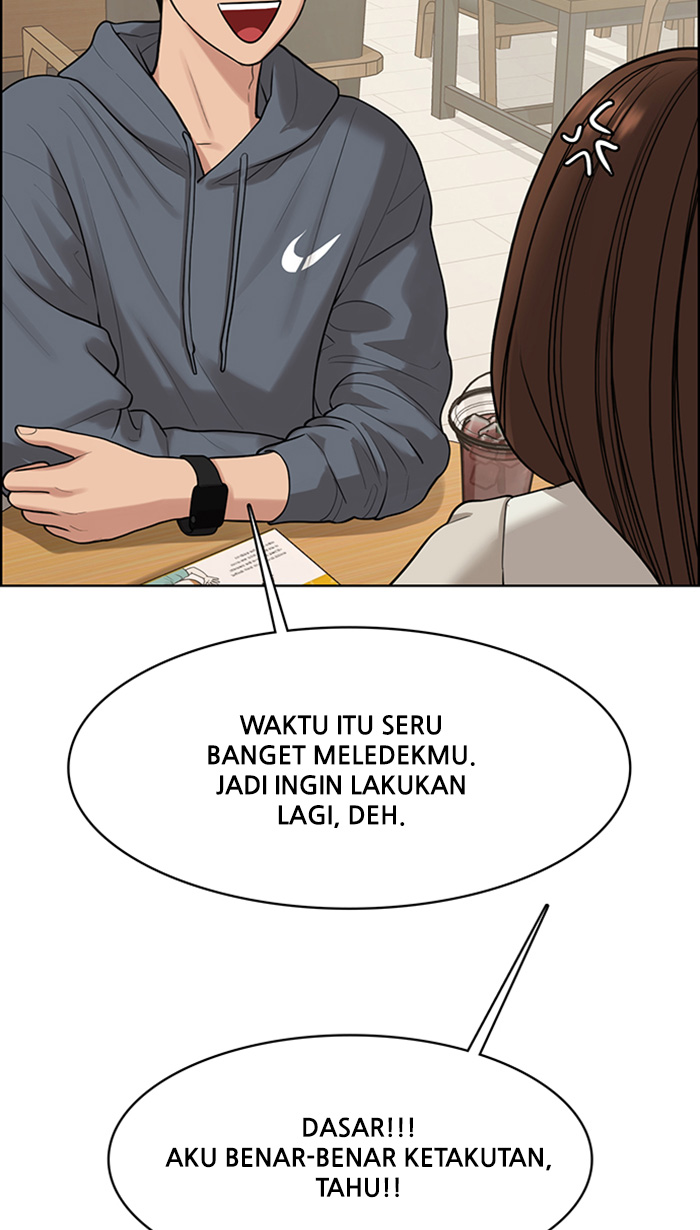 WAKTU ITU SERU
BANGET MELEDEKMU.
JADI INGIN LAKUKAN
LAGI, DEH.
DASAR!!!
AKU BENAR-BENAR KETAKUTAN,
TAHU!!